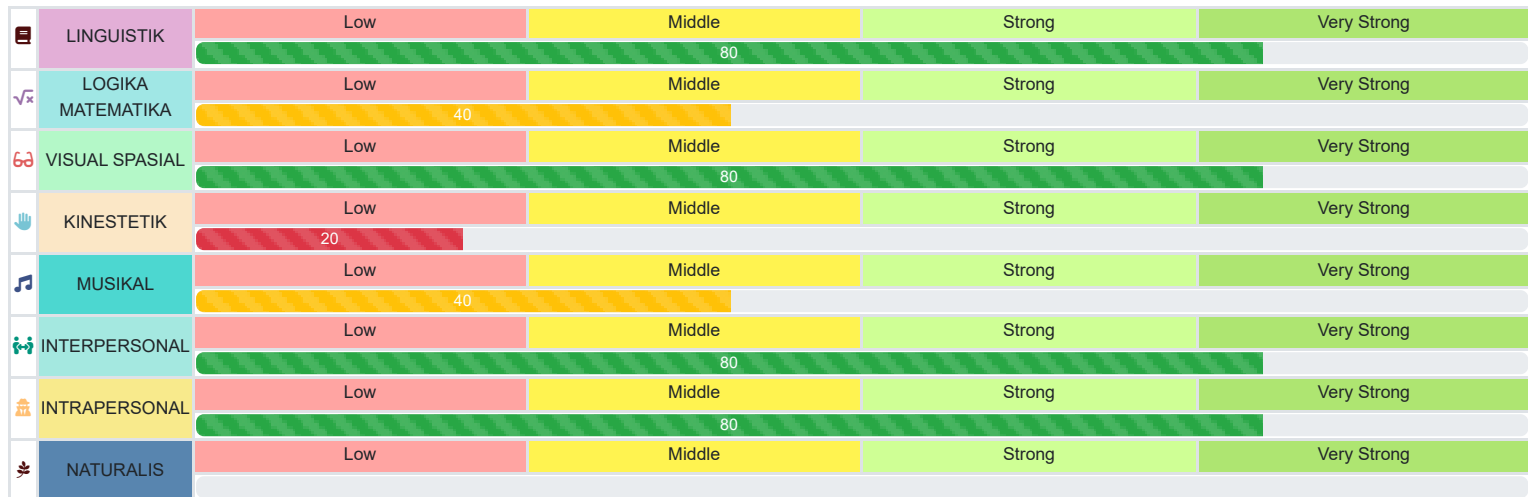 LINGUISTIK
Low Middle Strong Very Strong
80
LOGIKA MATEMATIKA
Low Middle Strong Very Strong
40
VISUAL SPASIAL
Low Middle Strong Very Strong
80
KINESTETIK
Low Middle Strong Very Strong
20
MUSIKAL
Low Middle Strong Very Strong
40
INTERPERSONAL
Low Middle Strong Very Strong
80
INTRAPERSONAL
Low Middle Strong Very Strong
80
NATURALIS
Low Middle Strong Very Strong